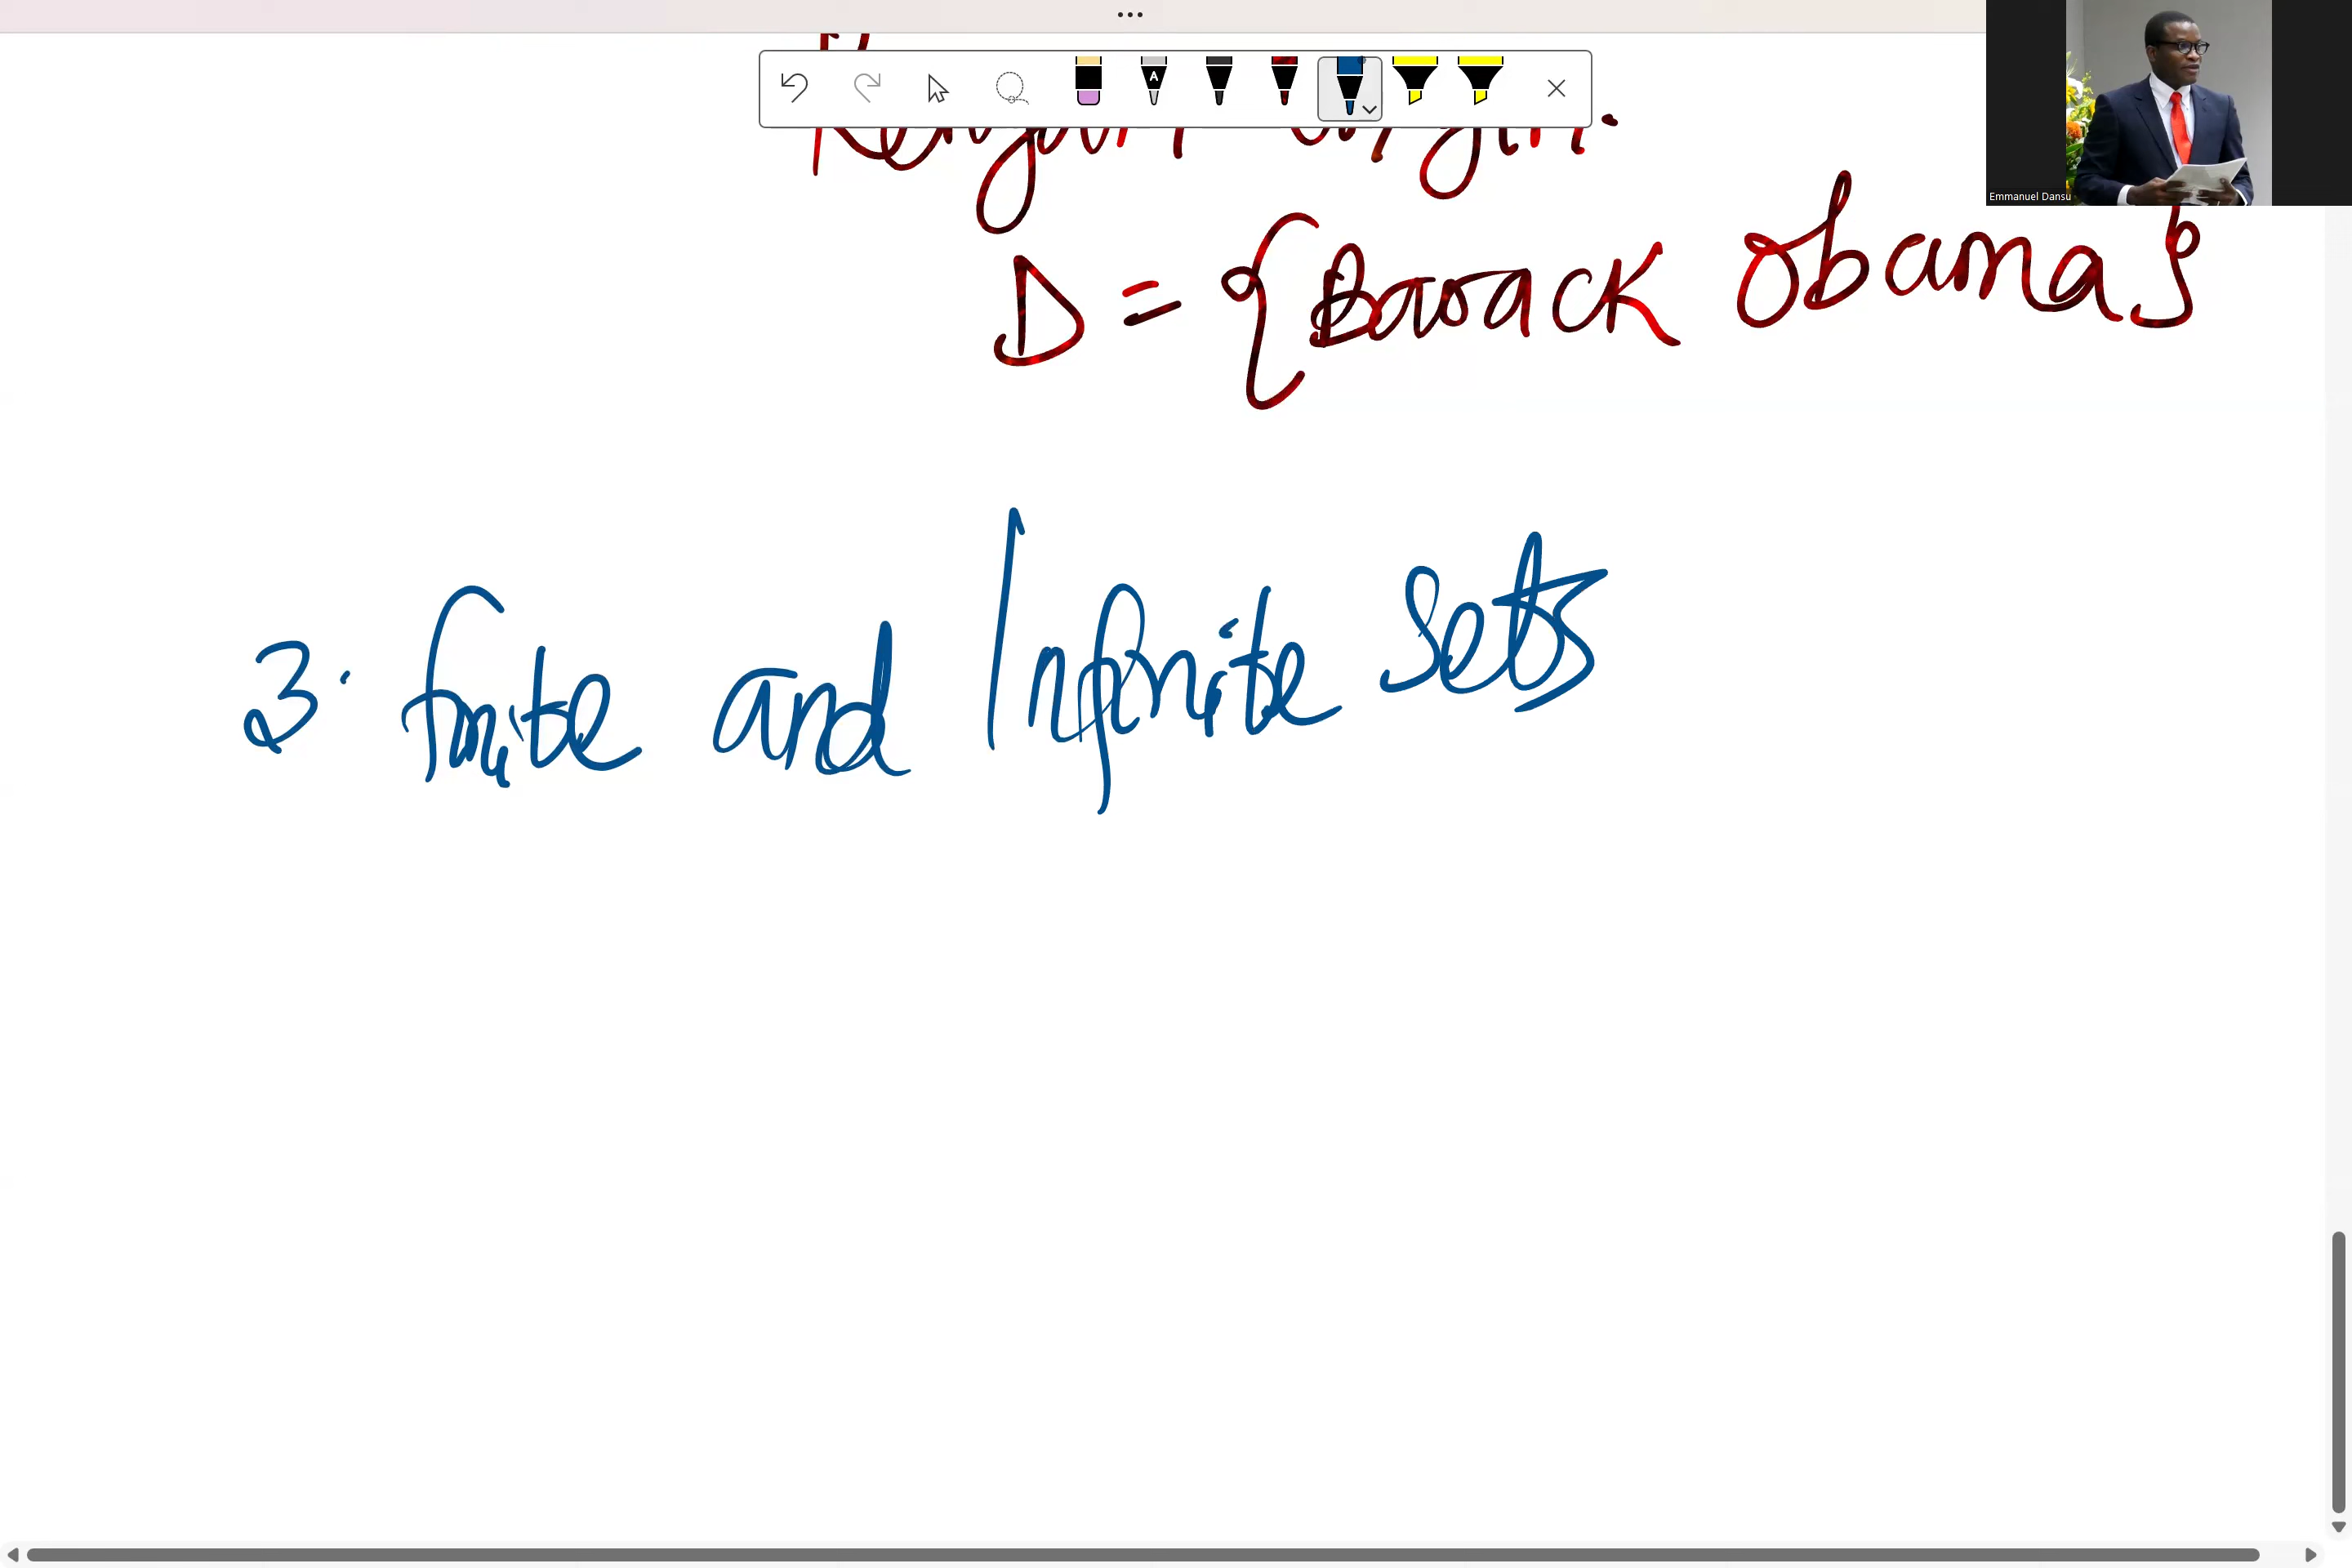 Emmanuel Dansu
D = {Barack Obama}
3. finite and Infinite sets